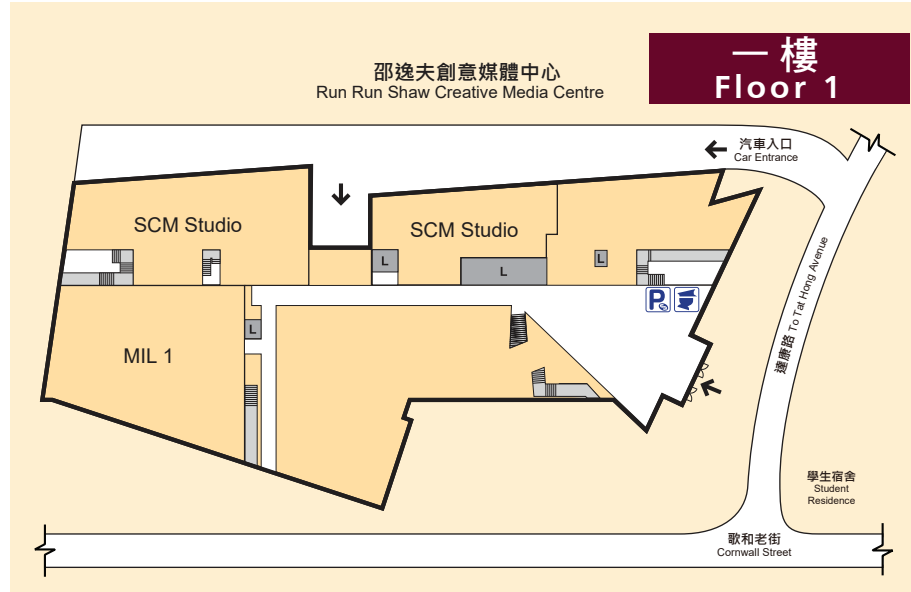 一樓
Floor 1
邵逸夫創意媒體中心
Run Run Shaw Creative Media Centre
汽車入口
Car Entrance
SCM Studio
SCM Studio
L
L
L
P
達康路 To Tat Hong Avenue
L
MIL 1
學生宿舍
Student
Residence
歌和老街
Cornwall Street